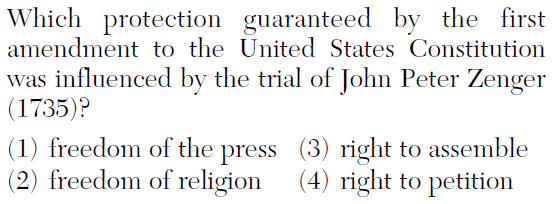 Which protection guaranteed by the first
amendment to the United States Constitution
was influenced by the trial of John Peter Zenger
(1735)?
(1) freedom of the press (3) right to assemble
(2) freedom of religion (4) right to petition